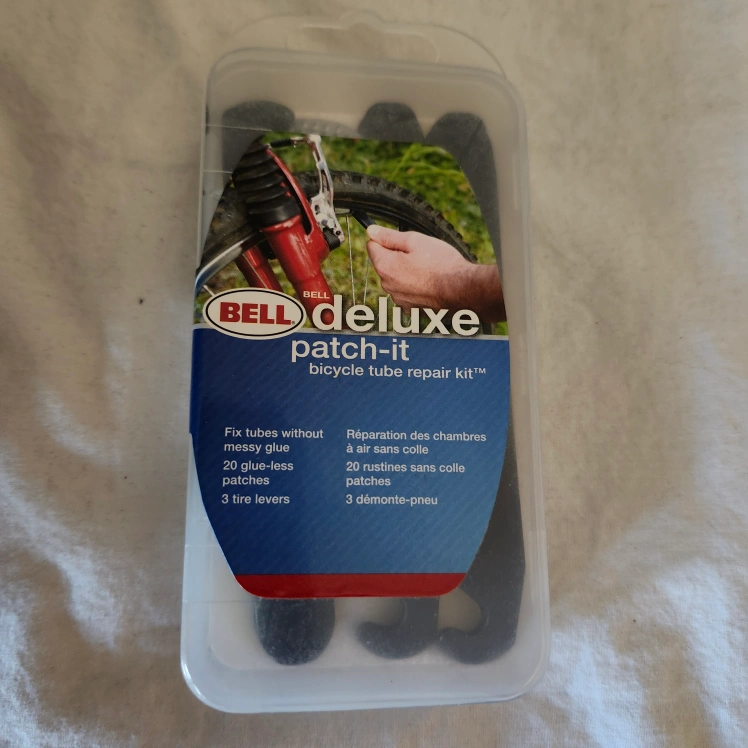 BELL
BELL
deluxe
patch-it
bicycle tube repair kit™
Fix tubes without
messy glue
20 glue-less
patches
3 tire levers
Réparation des chambres
à air sans colle
20 rustines sans colle
patches
3 démonte-pneu